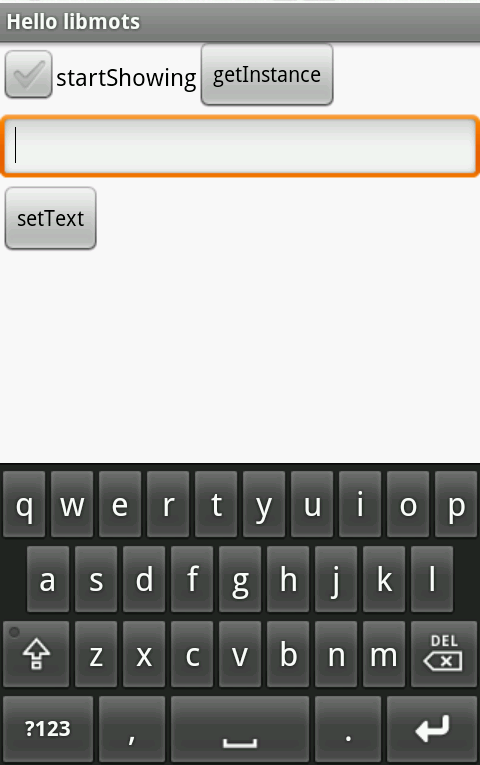 Hello libmots
startShowing getInstance
setText
q w e r t y u i o p
a s d f g h j k l
z x c v b n m DEL
?123 , .